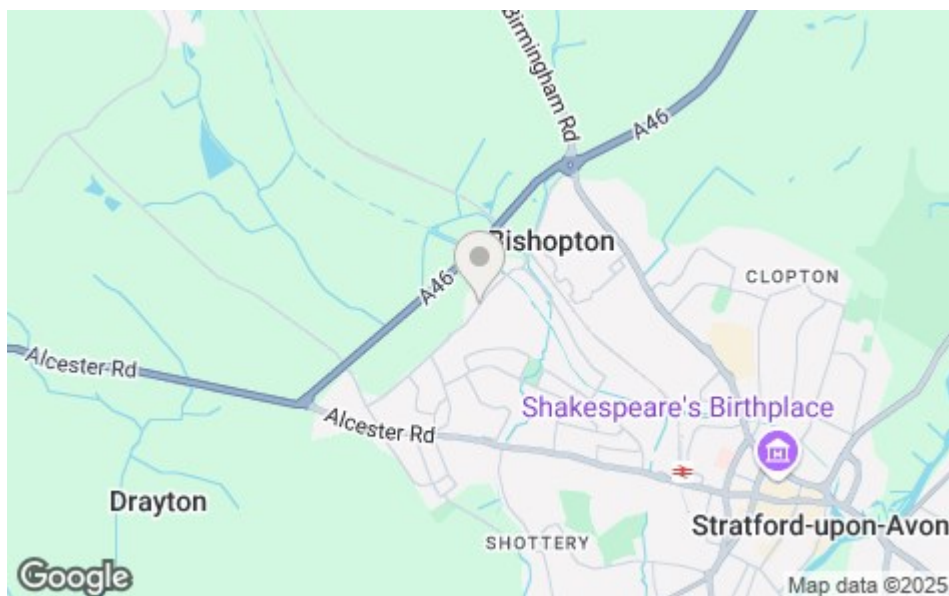 Birmingham Rd
A46
Bishopton
CLOPTON
A46
Alcester Rd
Alcester Rd
Shakespeare's Birthplace
Drayton
Stratford-upon-Avon
SHOTTERY
Google
Map data ©2025